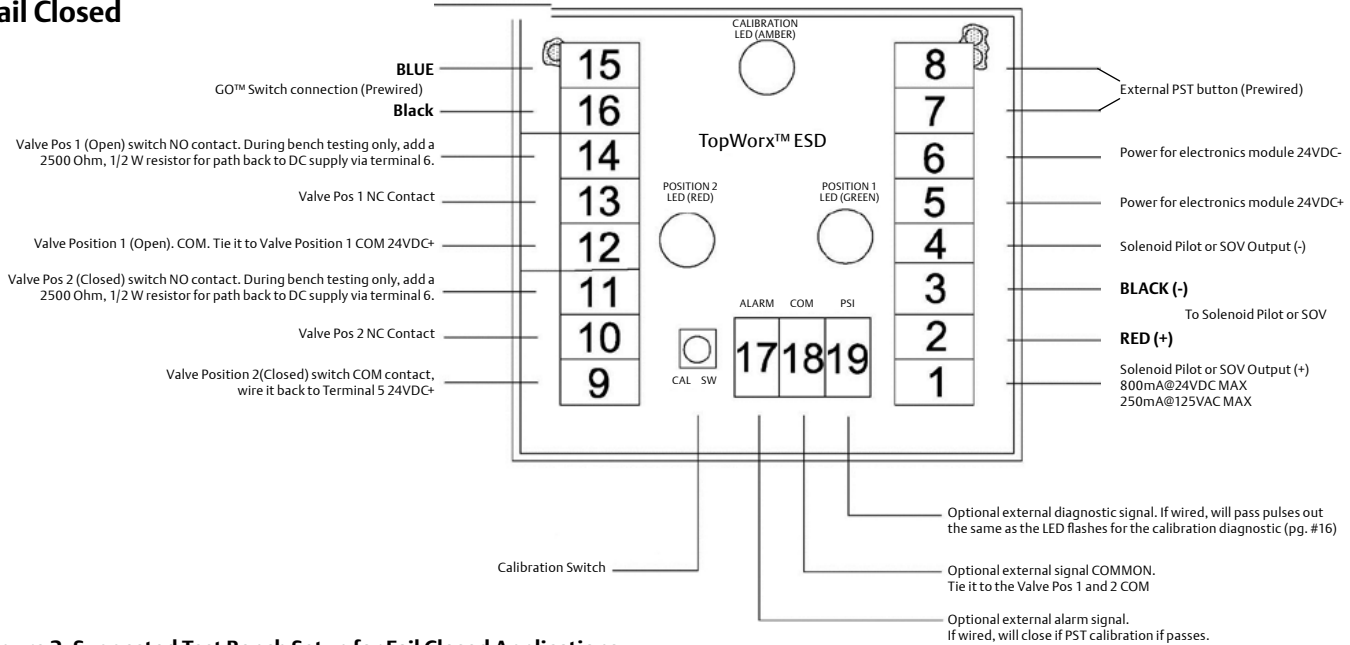 ail Closed
CALIBRATION
LED (AMBER)
15
BLUE
GO™ Switch connection (Prewired)
16
Black
14
Valve Pos 1 (Open) switch NO contact. During bench testing only, add a
2500 Ohm, 1/2 W resistor for path back to DC supply via terminal 6.
13
Valve Pos 1 NC Contact
12
Valve Position 1 (Open). COM. Tie it to Valve Position 1 COM 24VDC+
11
Valve Pos 2 (Closed) switch NO contact. During bench testing only, add a
2500 Ohm, 1/2 W resistor for path back to DC supply via terminal 6.
10
Valve Pos 2 NC Contact
9
Valve Position 2(Closed) switch COM contact,
wire it back to Terminal 5 24VDC+
TopWorx™ ESD
POSITION 2
LED (RED)
POSITION 1
LED (GREEN)
ALARM COM PSI
17 18 19
CAL SW
8
7
External PST button (Prewired)
6
Power for electronics module 24VDC-
5
Power for electronics module 24VDC+
4
Solenoid Pilot or SOV Output (-)
3
BLACK (-)
To Solenoid Pilot or SOV
2
RED (+)
1
Solenoid Pilot or SOV Output (+)
800mA@24VDC MAX
250mA@125VAC MAX
Optional external diagnostic signal. If wired, will pass pulses out
the same as the LED flashes for the calibration diagnostic (pg. #16)
Calibration Switch
Optional external signal COMMON.
Tie it to the Valve Pos 1 and 2 COM
Optional external alarm signal.
If wired, will close if PST calibration if passes.